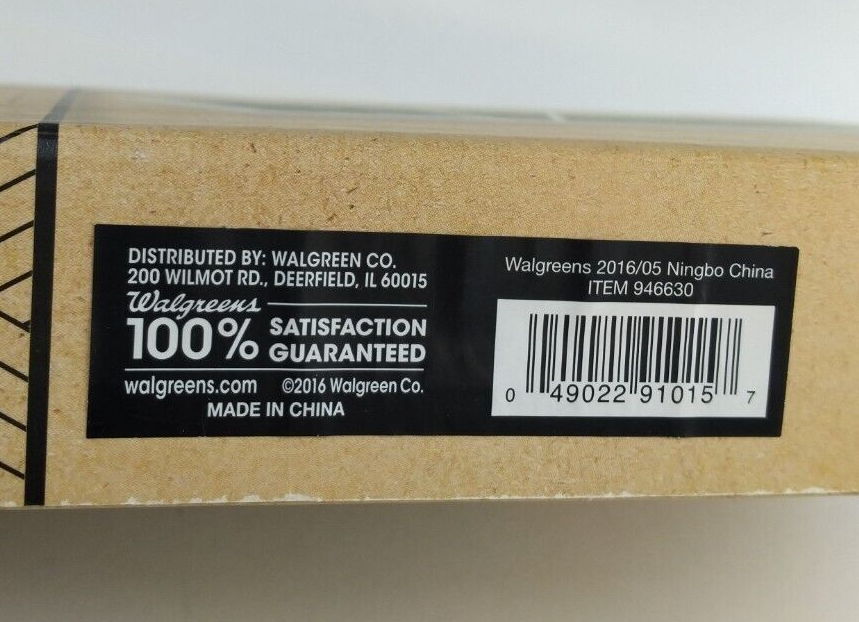 DISTRIBUTED BY: WALGREEN CO.
200 WILMOT RD., DEERFIELD, IL 60015
Walgreens
100% SATISFACTION GUARANTEED
walgreens.com ©2016 Walgreen Co.
MADE IN CHINA
Walgreens 2016/05 Ningbo China
ITEM 946630
0 49022 91015 7